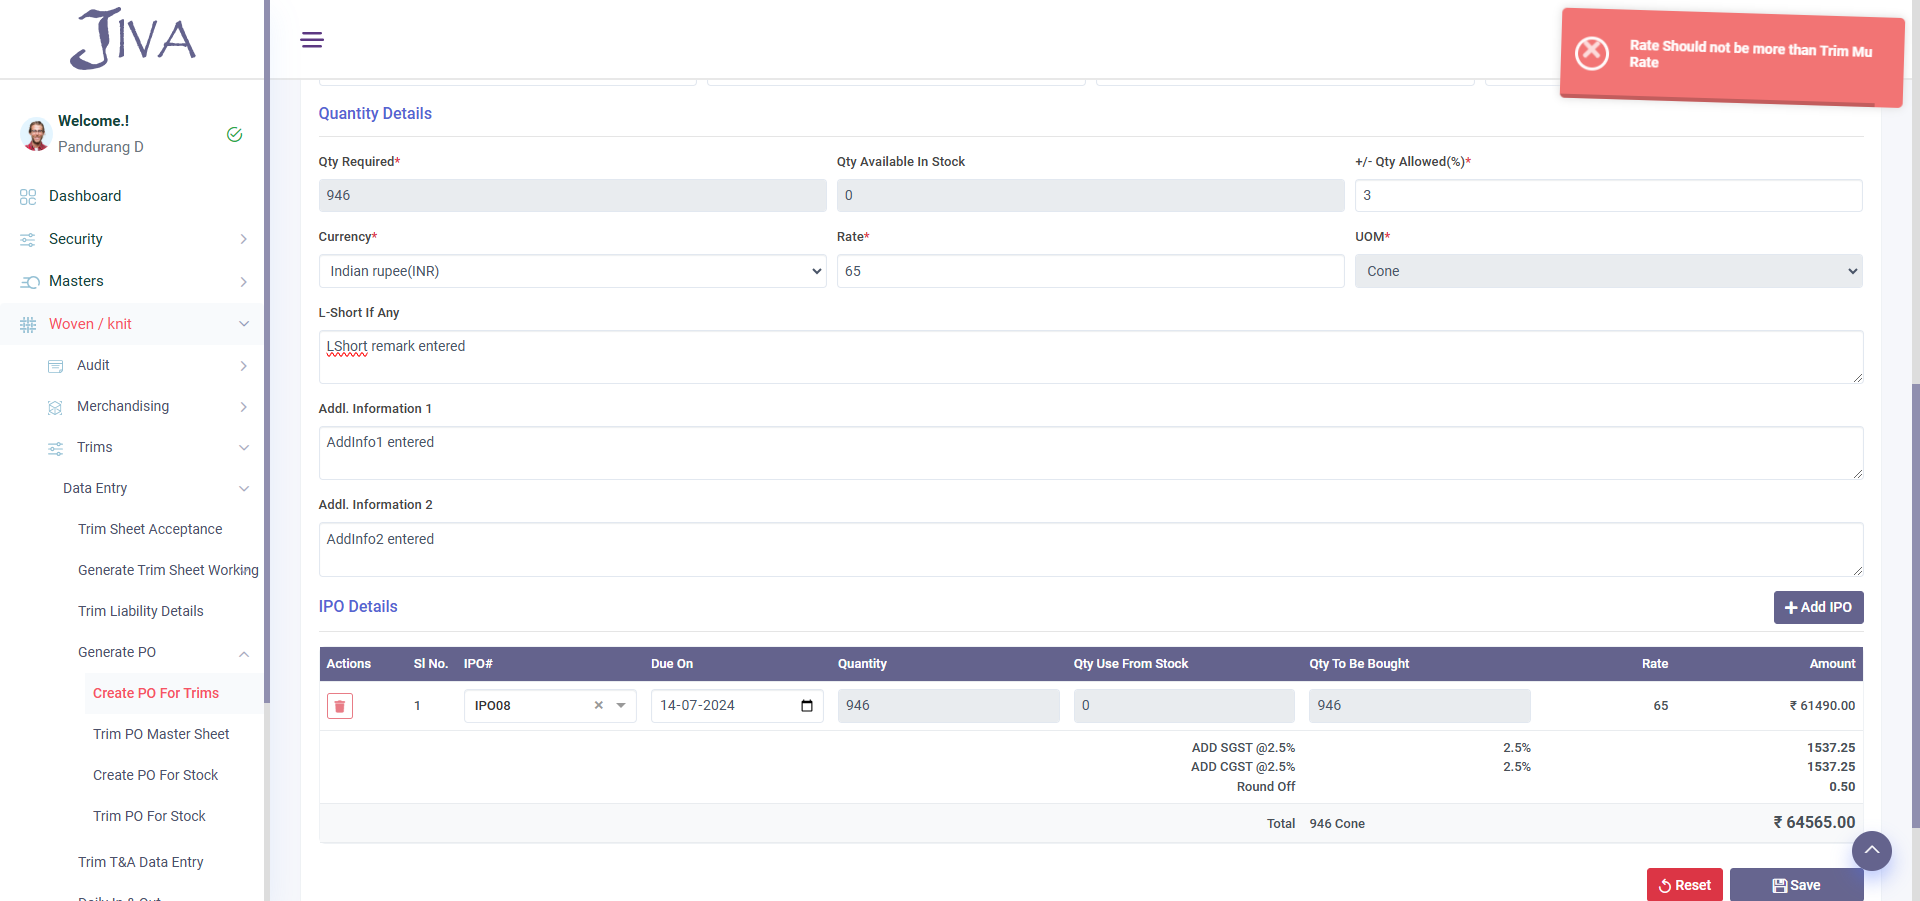 JIVA
Rate Should not be more than Trim Mu
Rate
Welcome.!
Pandurang D
Dashboard
Security
Masters
Woven / knit
Audit
Merchandising
Trims
Data Entry
Trim Sheet Acceptance
Generate Trim Sheet Working
Trim Liability Details
Generate PO
Create PO For Trims
Trim PO Master Sheet
Create PO For Stock
Trim PO For Stock
Trim T&A Data Entry
Quantity Details
Qty Required* Qty Available In Stock +/- Qty Allowed(%)*
946 0 3
Currency* Rate* UOM*
Indian rupee(INR) 65 Cone
L-Short If Any
LShort remark entered
Addl. Information 1
AddInfo1 entered
Addl. Information 2
AddInfo2 entered
IPO Details Add IPO
Actions Sl No. IPO# Due On Quantity Qty Use From Stock Qty To Be Bought Rate Amount
1 IPO08 14-07-2024 946 0 946 65 ₹ 61490.00
ADD SGST @2.5% 2.5% 1537.25
ADD CGST @2.5% 2.5% 1537.25
Round Off 0.50
Total 946 Cone ₹ 64565.00
Reset Save